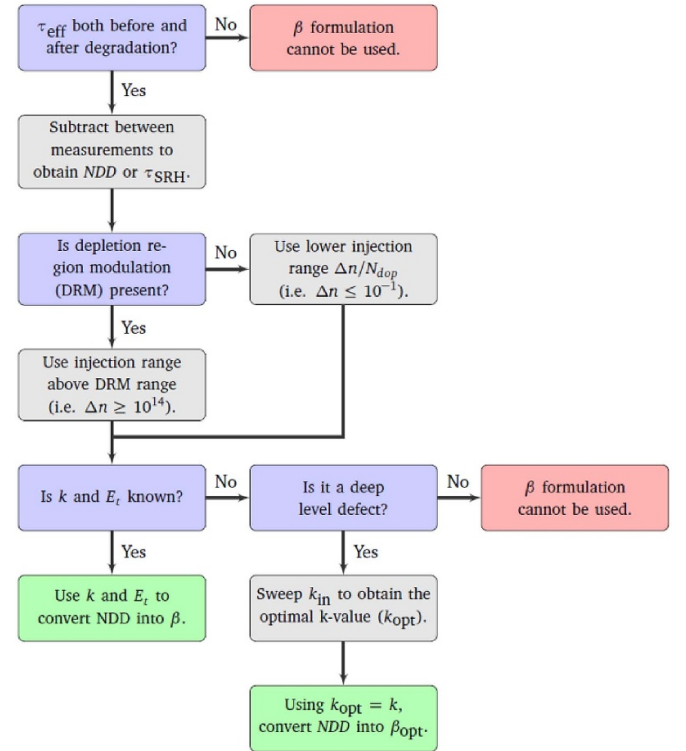 τeff both before and
after degradation?
No
β formulation
cannot be used.
Yes
Subtract between
measurements to
obtain NDD or τSRH.
Is depletion re-
gion modulation
(DRM) present?
No
Use lower injection
range Δn/Ndop
(i.e. Δn ≤ 10⁻¹).
Yes
Use injection range
above DRM range
(i.e. Δn ≥ 10¹⁴).
Is k and Et known?
No
Is it a deep
level defect?
No
β formulation
cannot be used.
Yes
Yes
Use k and Et to
convert NDD into β.
Sweep kin to obtain the
optimal k-value (kopt).
Using kopt = k,
convert NDD into βopt.